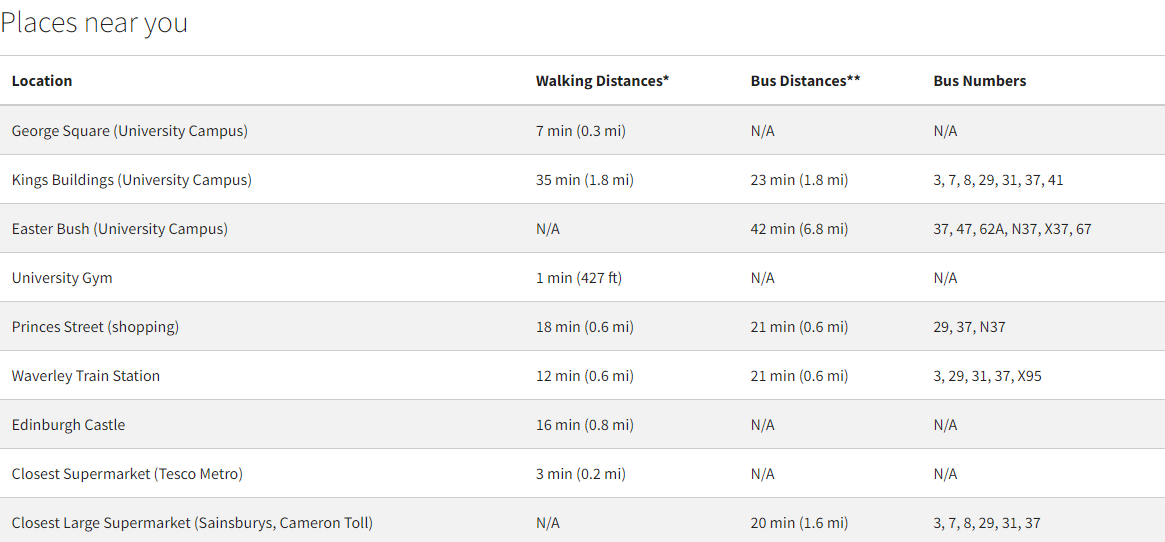 Places near you
Location Walking Distances* Bus Distances** Bus Numbers
George Square (University Campus) 7 min (0.3 mi) N/A N/A
Kings Buildings (University Campus) 35 min (1.8 mi) 23 min (1.8 mi) 3, 7, 8, 29, 31, 37, 41
Easter Bush (University Campus) N/A 42 min (6.8 mi) 37, 47, 62A, N37, X37, 67
University Gym 1 min (427 ft) N/A N/A
Princes Street (shopping) 18 min (0.6 mi) 21 min (0.6 mi) 29, 37, N37
Waverley Train Station 12 min (0.6 mi) 21 min (0.6 mi) 3, 29, 31, 37, X95
Edinburgh Castle 16 min (0.8 mi) N/A N/A
Closest Supermarket (Tesco Metro) 3 min (0.2 mi) N/A N/A
Closest Large Supermarket (Sainsburys, Cameron Toll) N/A 20 min (1.6 mi) 3, 7, 8, 29, 31, 37